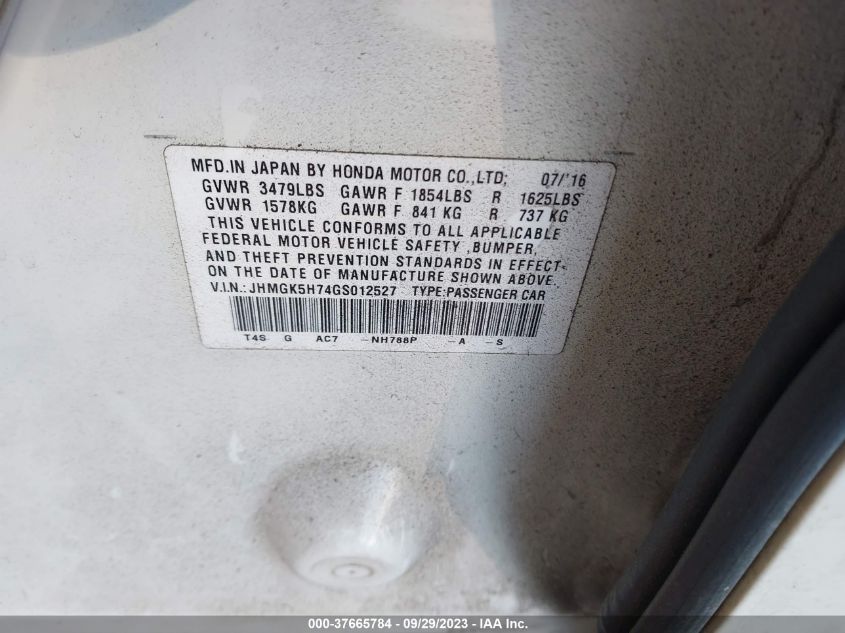 MFD.IN JAPAN BY HONDA MOTOR CO.,LTD; 07/'16
GVWR 3479LBS GAWR F 1854LBS R 1625LBS
GVWR 1578KG GAWR F 841 KG R 737 KG
THIS VEHICLE CONFORMS TO ALL APPLICABLE
FEDERAL MOTOR VEHICLE SAFETY ,BUMPER,
AND THEFT PREVENTION STANDARDS IN EFFECT
ON THE DATE OF MANUFACTURE SHOWN ABOVE.
V.I.N.: JHMGK5H74GS012527 TYPE:PASSENGER CAR
T4S G AC7 -NH788P -A -S
000-37665784 - 09/29/2023 - IAA Inc.